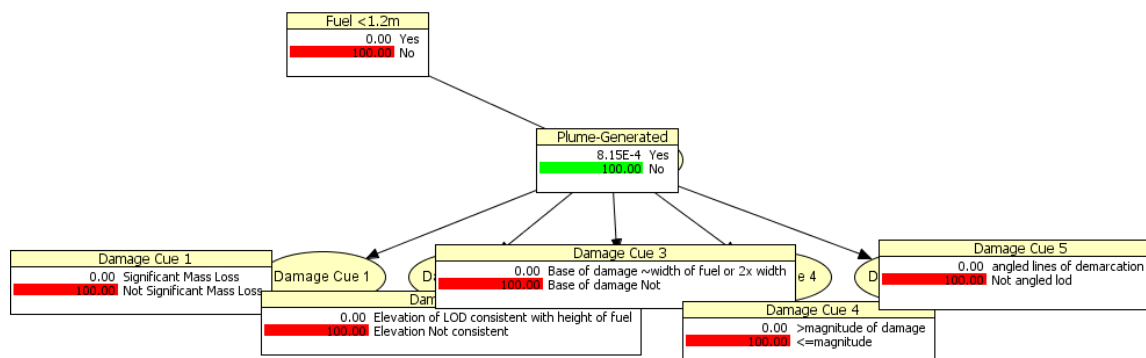 Fuel <1.2m
0.00 Yes
100.00 No
Plume-Generated
8.15E-4 Yes
100.00 No
Damage Cue 1
0.00 Significant Mass Loss
100.00 Not Significant Mass Loss
Damage Cue 1
Da
Dam
0.00 Elevation of LOD consistent with height of fuel
100.00 Elevation Not consistent
Damage Cue 3
0.00 Base of damage ~width of fuel or 2x width
100.00 Base of damage Not
e 4
Damage Cue 4
0.00 >magnitude of damage
100.00 <=magnitude
D
Damage Cue 5
0.00 angled lines of demarcation
100.00 Not angled lod